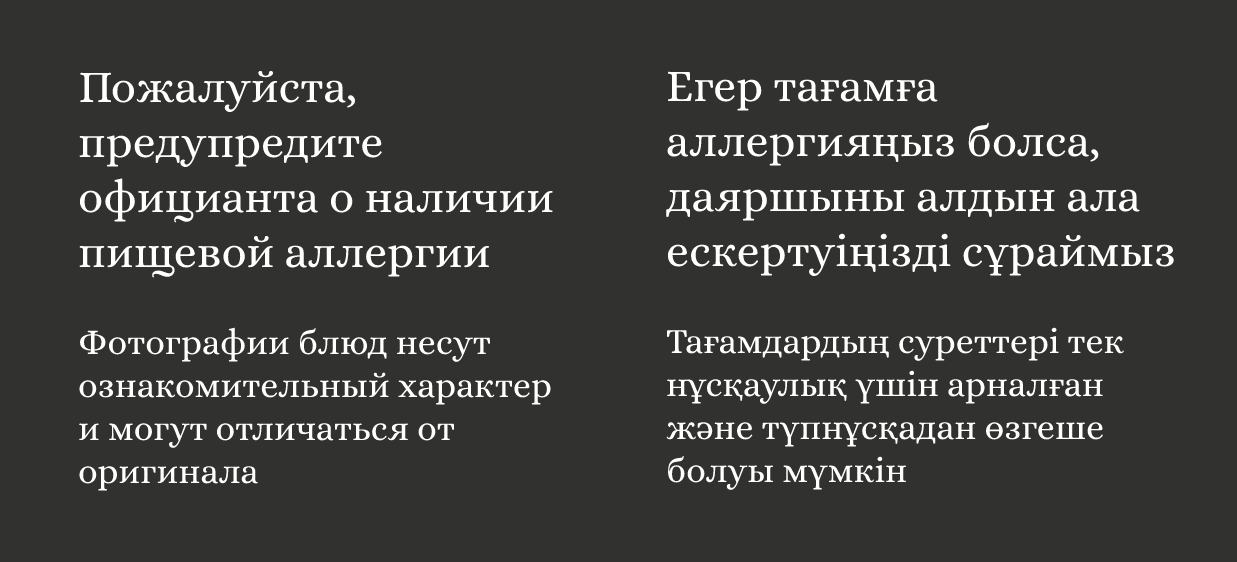 Пожалуйста,
предупредите
официанта о наличии
пищевой аллергии
Фотографии блюд несут
ознакомительный характер
и могут отличаться от
оригинала
Егер тағамға
аллергияңыз болса,
даяршыны алдын ала
ескертуіңізді сұраймыз
Тағамдардың суреттері тек
нұсқаулық үшін арналған
және түпнұсқадан өзгеше
болуы мүмкін